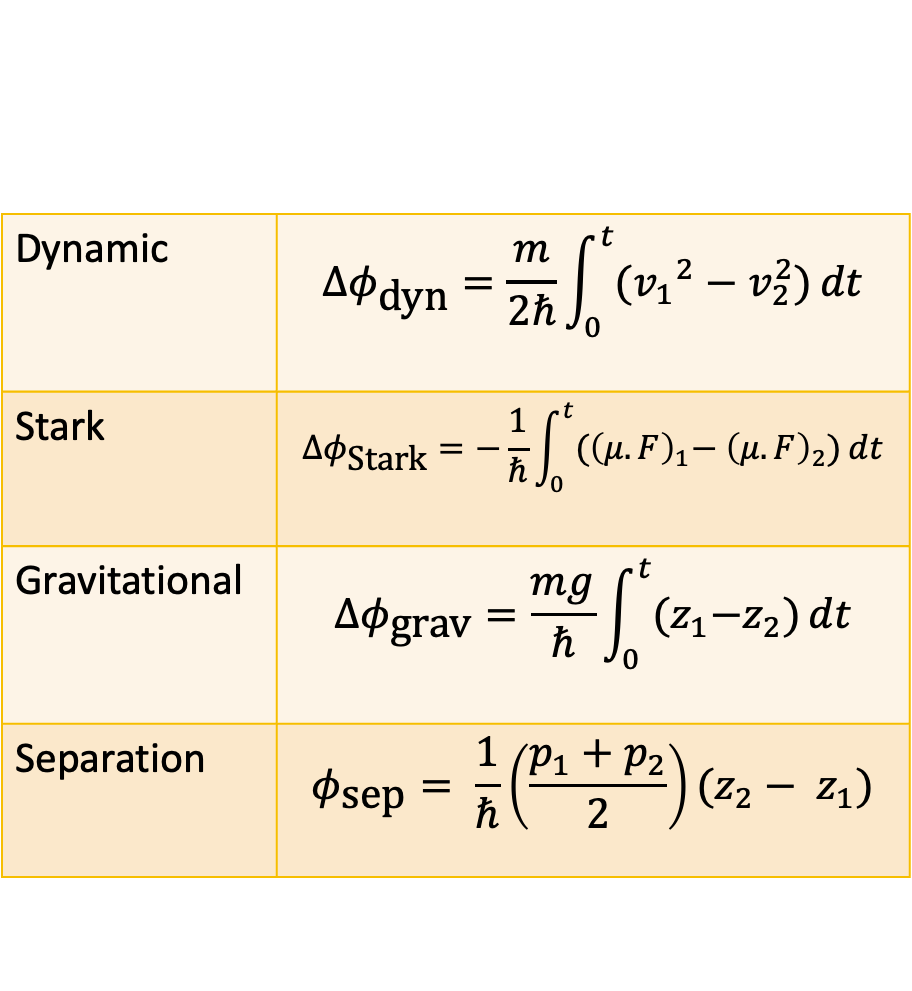 Dynamic
Δϕ_dyn = m/2ħ ∫_0^t (v_1^2 − v_2^2) dt
Stark
Δϕ_Stark = − 1/ħ ∫_0^t ((μ. F)_1 − (μ. F)_2) dt
Gravitational
Δϕ_grav = mg/ħ ∫_0^t (z_1−z_2) dt
Separation
ϕ_sep = 1/ħ ((p_1 + p_2)/2) (z_2 − z_1)